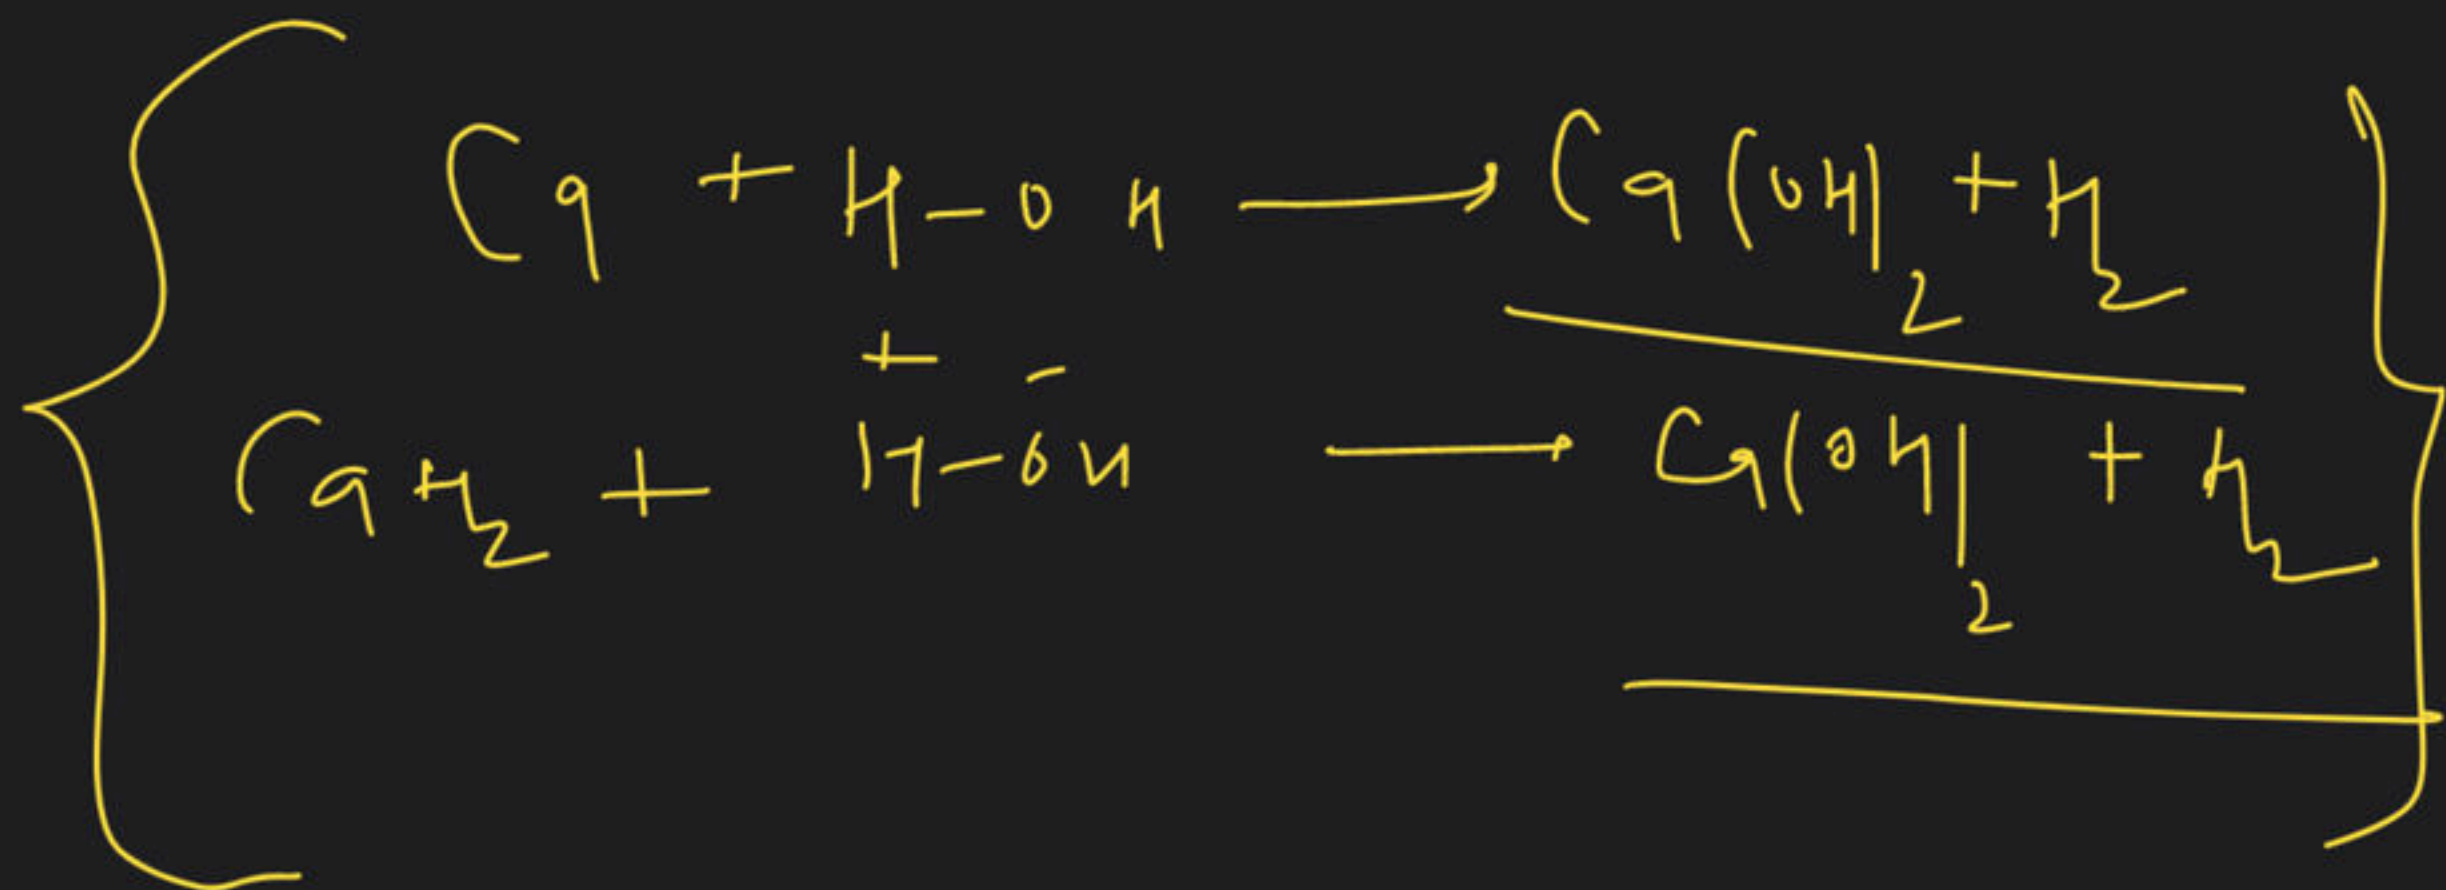 Ca + H-OH → Ca(OH)₂ + H₂
+ -
CaH₂ + H-OH → Ca(OH)₂ + H₂